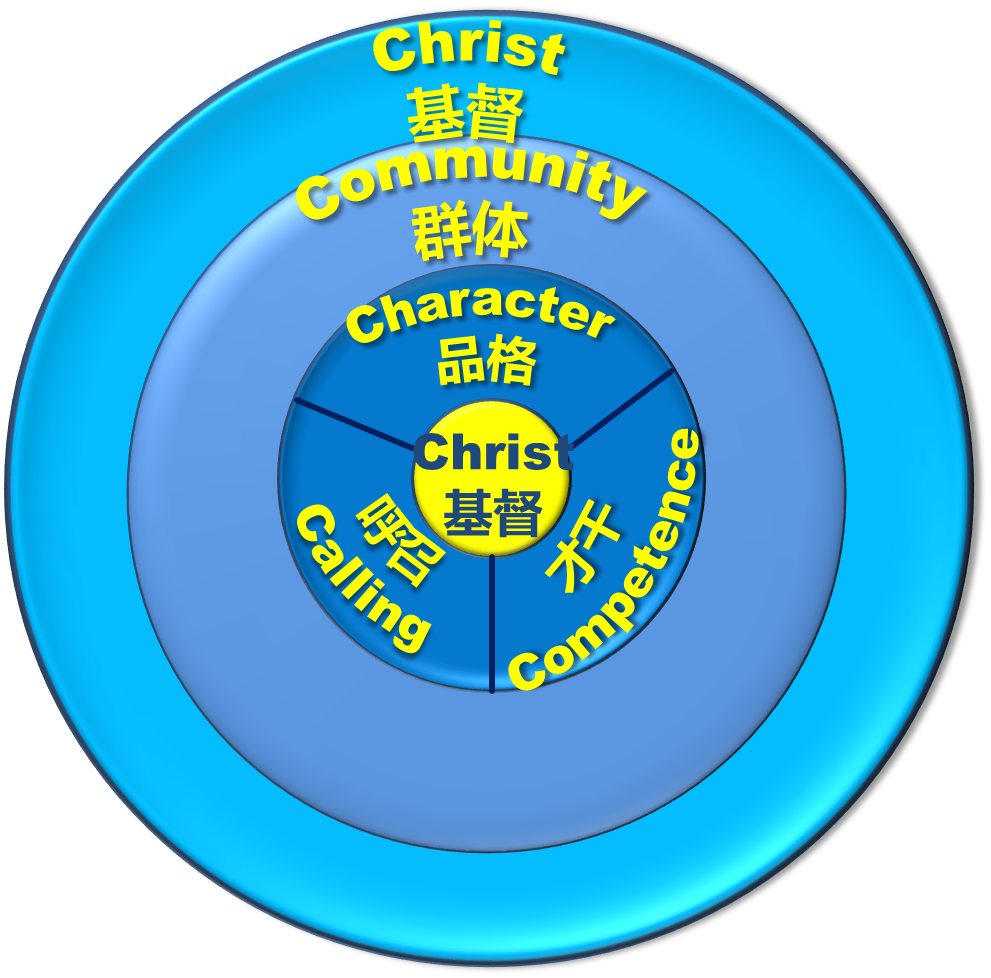 Christ
基督
Community
群体
Character
品格
Christ
基督
呼召
Calling
才干
Competence